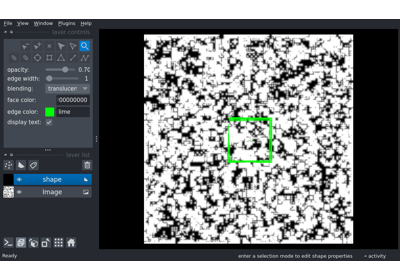 File View Window Plugins Help
layer controls
opacity: 0.70
edge width: 1
blending: translucen
face color: 00000000
edge color: lime
display text:
layer list
shape
Image
Ready enter a selection mode to edit shape properties activity